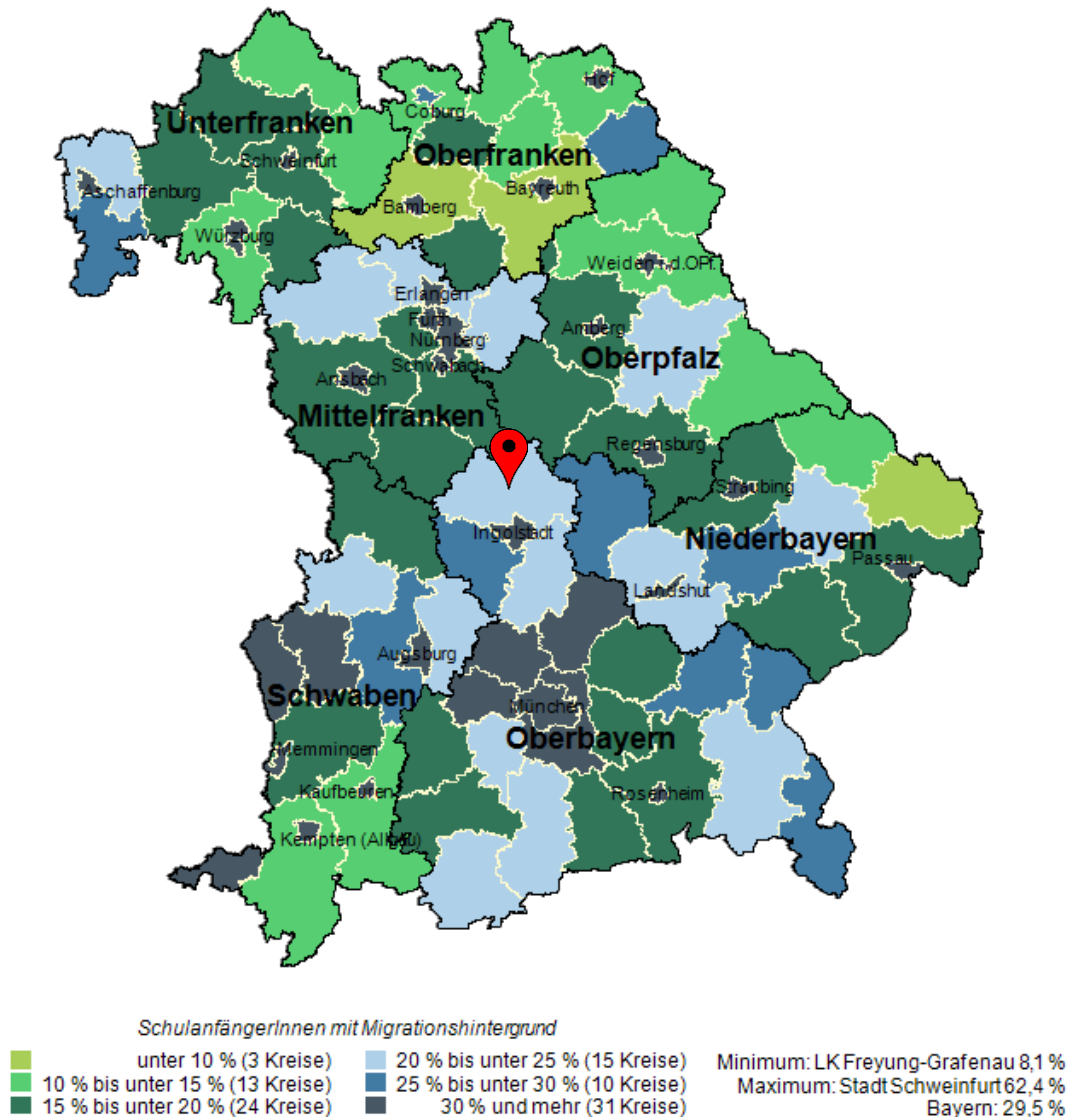 Hof
Coburg
Unterfranken
Oberfranken
Schweinfurt
Bayreuth
Aschaffenburg
Bamberg
Würzburg
Weiden i.d.OPf.
Erlangen
Fürth
Amberg
Nürnberg
Oberpfalz
Schwabach
Ansbach
Mittelfranken
Regensburg
Straubing
Ingolstadt
Niederbayern
Passau
Landshut
Augsburg
Schwaben
München
Oberbayern
Memmingen
Kaufbeuren
Rosenheim
Kempten (Allgäu)
SchulanfängerInnen mit Migrationshintergrund
unter 10 % (3 Kreise) 20 % bis unter 25 % (15 Kreise) Minimum: LK Freyung-Grafenau 8,1 %
10 % bis unter 15 % (13 Kreise) 25 % bis unter 30 % (10 Kreise) Maximum: Stadt Schweinfurt 62,4 %
15 % bis unter 20 % (24 Kreise) 30 % und mehr (31 Kreise) Bayern: 29.5 %